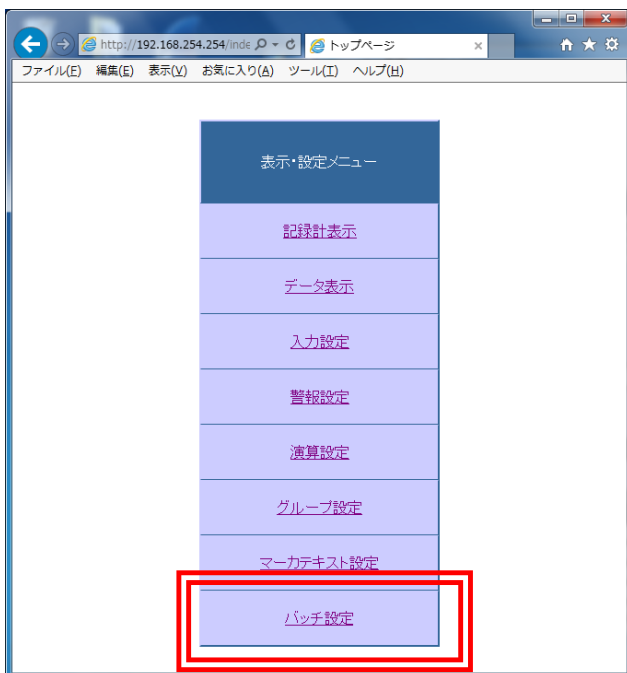 http://192.168.254.254/inde
トップページ
ファイル(F) 編集(E) 表示(V) お気に入り(A) ツール(T) ヘルプ(H)
表示・設定メニュー
記録計表示
データ表示
入力設定
警報設定
演算設定
グループ設定
マーカテキスト設定
バッチ設定